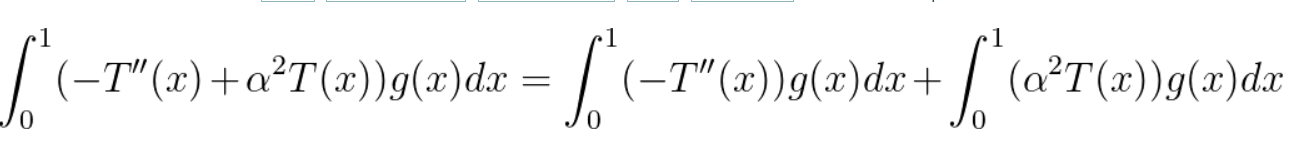 ∫₀¹ (−T″(x)+α²T(x))g(x)dx = ∫₀¹ (−T″(x))g(x)dx+∫₀¹ (α²T(x))g(x)dx